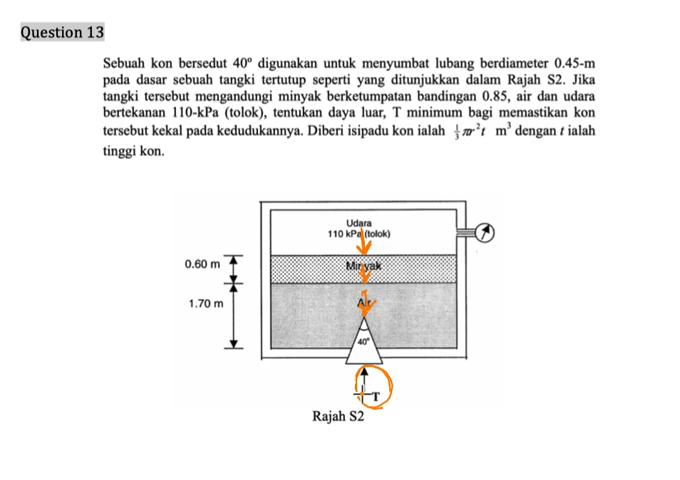 Question 13
Sebuah kon bersedut 40° digunakan untuk menyumbat lubang berdiameter 0.45-m
pada dasar sebuah tangki tertutup seperti yang ditunjukkan dalam Rajah S2. Jika
tangki tersebut mengandungi minyak berketumpatan bandingan 0.85, air dan udara
bertekanan 110-kPa (tolok), tentukan daya luar, T minimum bagi memastikan kon
tersebut kekal pada kedudukannya. Diberi isipadu kon ialah ⅓πr²t m³ dengan t ialah
tinggi kon.
Udara
110 kPa (tolok)
0.60 m
Minyak
1.70 m
Air
40°
T
Rajah S2